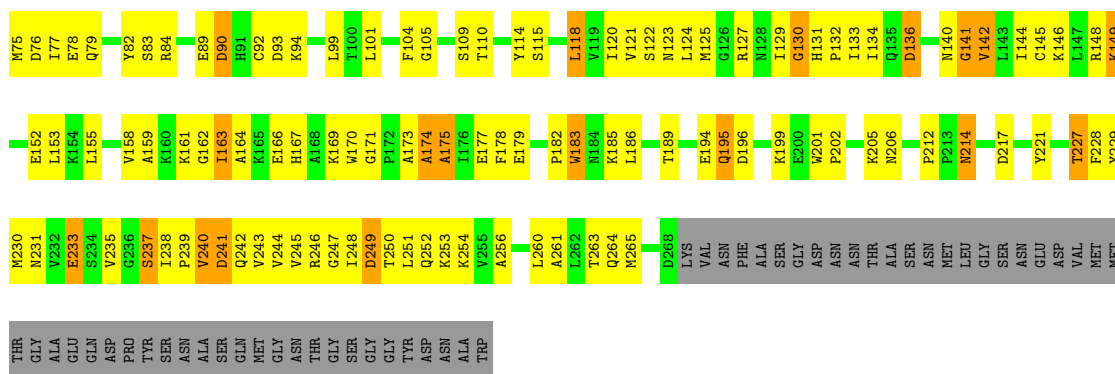 M75 D76 I77 E78 Q79 Y82 S83 R84 E89 D90 H91 C92 D93 K94 L99 T100 L101 F104 G105 S109 T110 Y114 S115 L118 V119 I120 V121 S122 N123 L124 M125 G126 R127 N128 I129 G130 H131 P132 I133 I134 Q135 D136 N140 G141 V142 L143 I144 C145 K146 L147 R148 K149
E152 L153 K154 L155 V158 A159 K160 K161 G162 I163 A164 K165 E166 H167 A168 K169 W170 G171 P172 A173 A174 A175 I176 E177 F178 E179 P182 W183 N184 K185 L186 T189 E194 Q195 D196 K199 E200 W201 P202 K205 N206 P212 P213 N214 D217 Y221 T227 F228 Y229
M230 N231 V232 E233 S234 V235 G236 S237 I238 P239 V240 D241 Q242 V243 V244 V245 R246 G247 I248 D249 T250 L251 Q252 K253 K254 V255 A256 L260 A261 L262 T263 Q264 M265 D268 LYS VAL ASN PHE ALA SER GLY ASP ASN ASN THR ALA SER ASN MET LEU GLY SER ASN GLU ASP VAL MET MET
THR GLY ALA GLU GLN ASP PRO TYR SER ASN ALA SER GLN MET GLY ASN THR GLY SER GLY GLY TYR ASP ASN ALA TRP